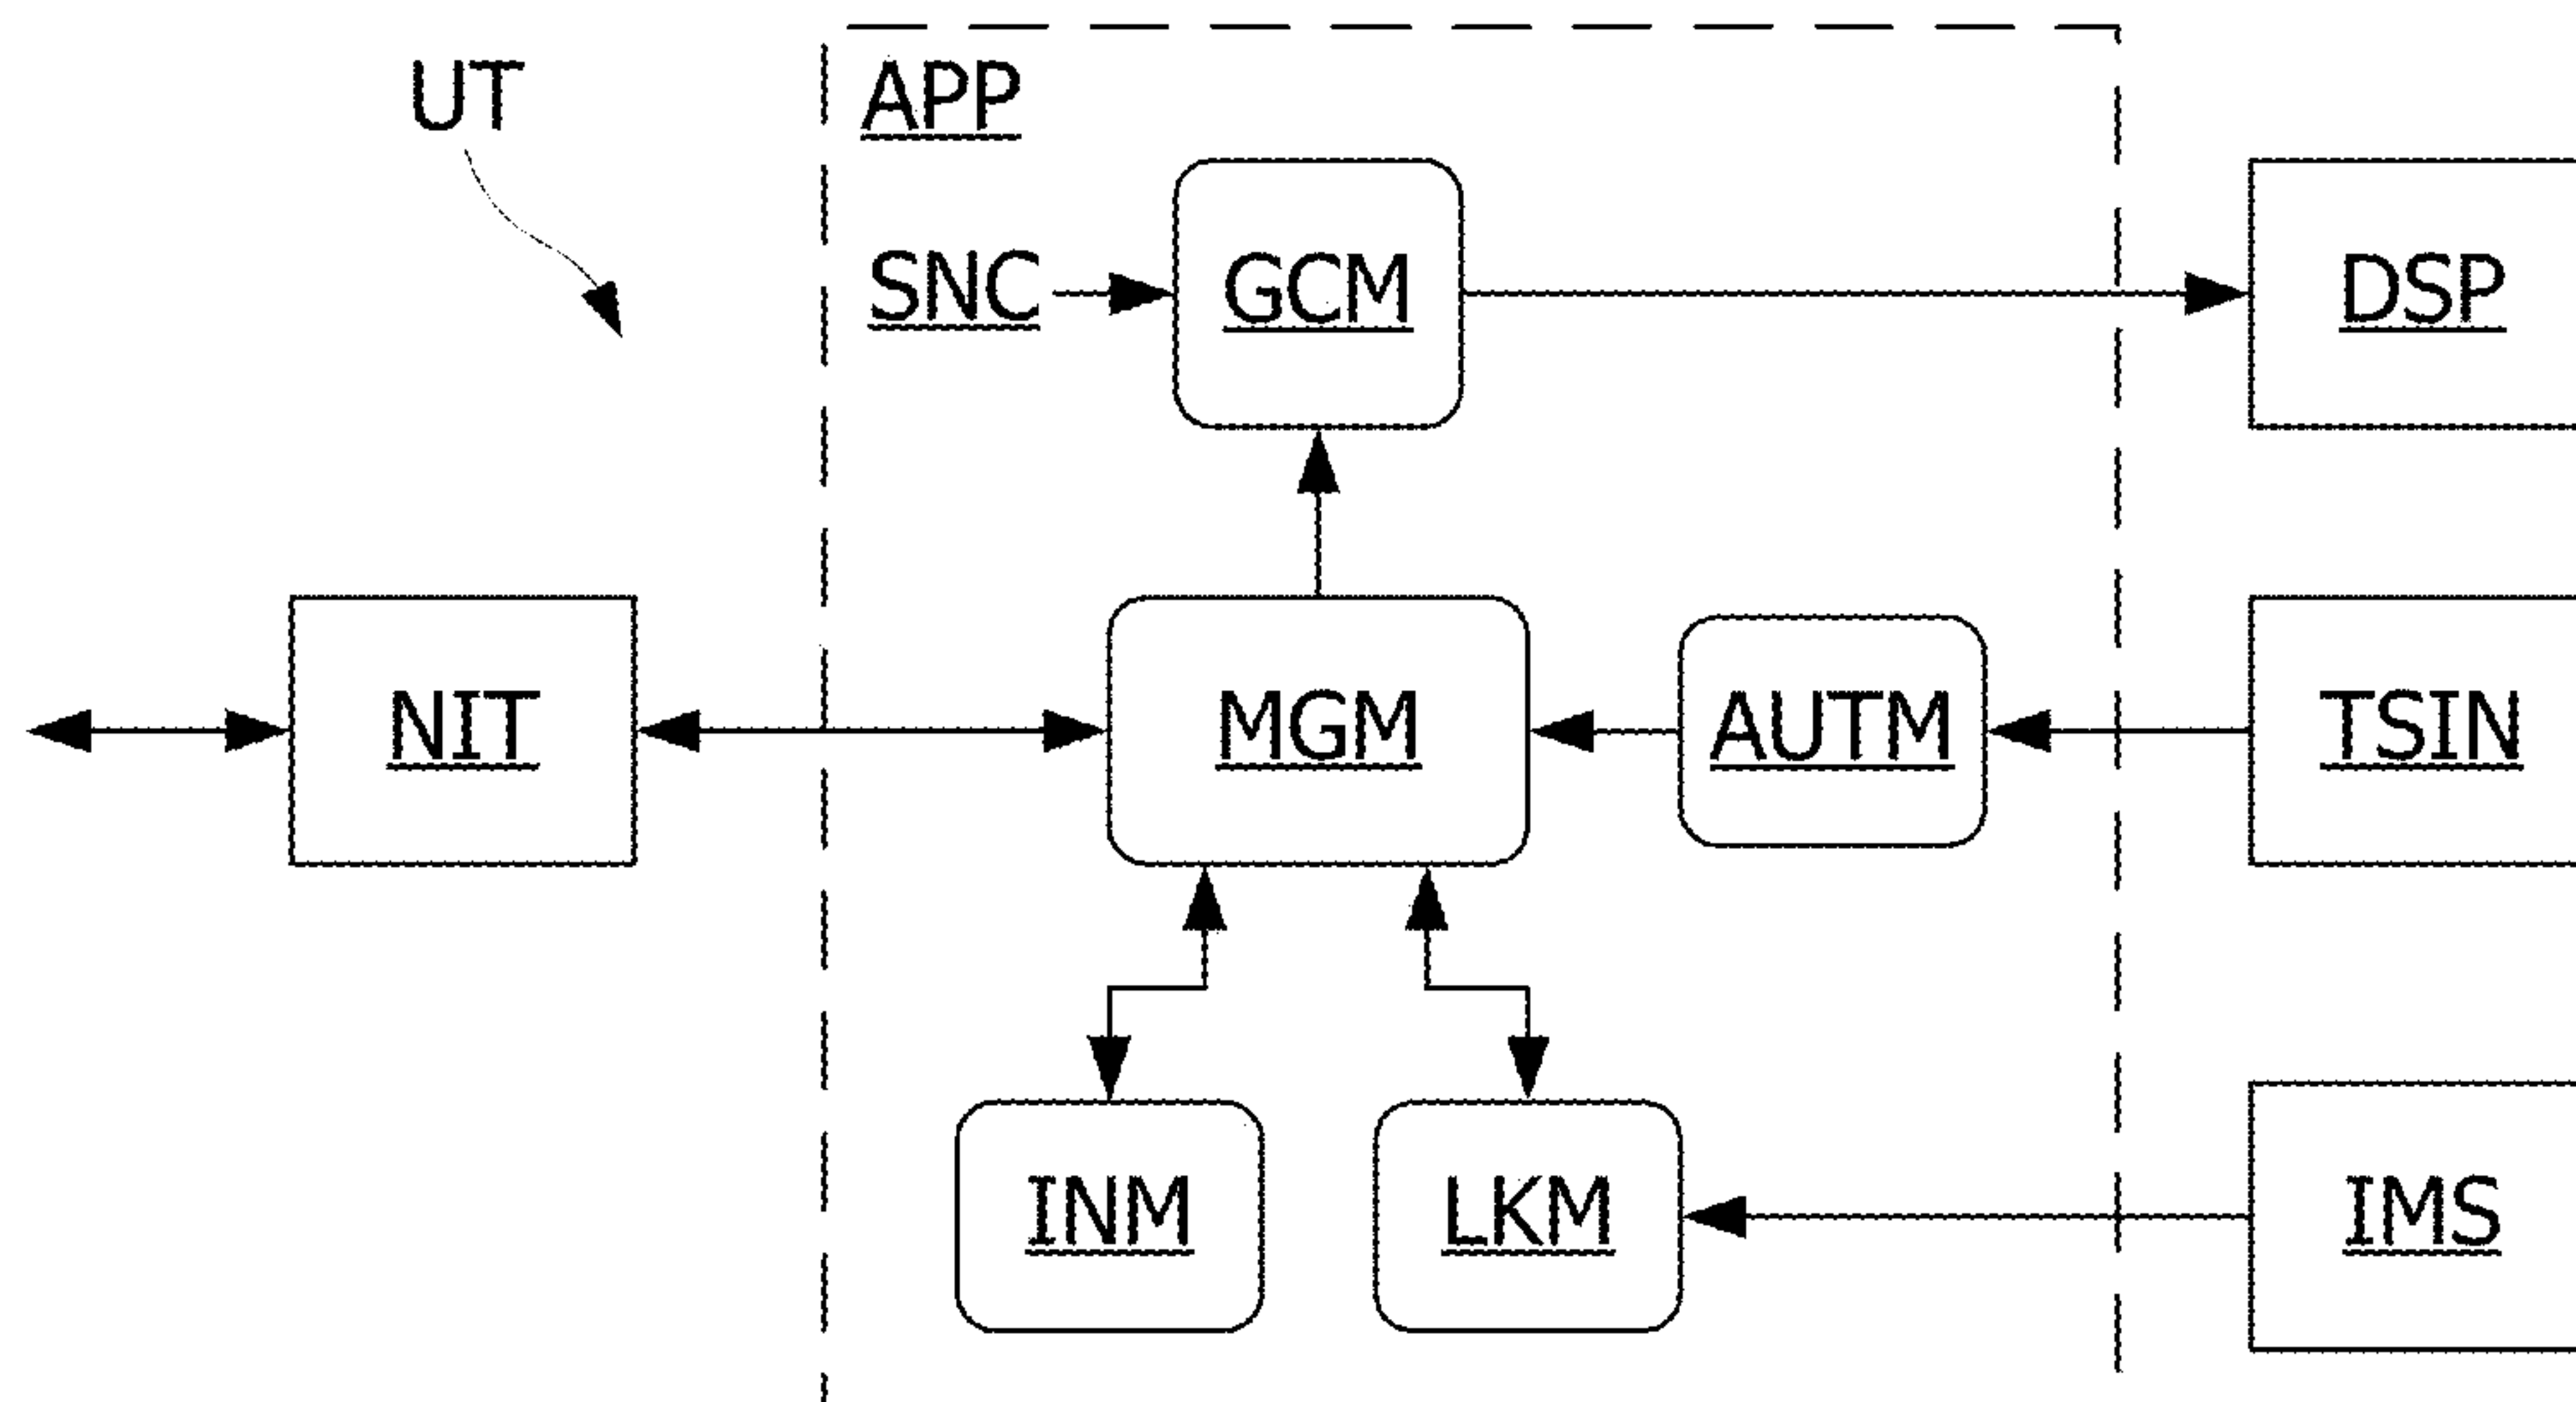 UT
APP
SNC
GCM
DSP
NIT
MGM
AUTM
TSIN
INM
LKM
IMS